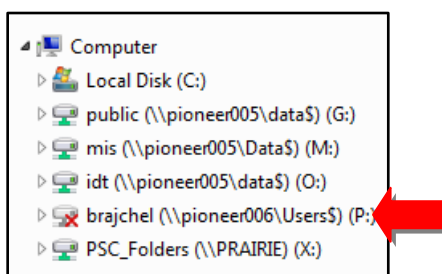 Computer
Local Disk (C:)
public (\\pioneer005\data$) (G:)
mis (\\pioneer005\Data$) (M:)
idt (\\pioneer005\data$) (O:)
brajchel (\\pioneer006\Users$) (P:)
PSC_Folders (\\PRAIRIE) (X:)